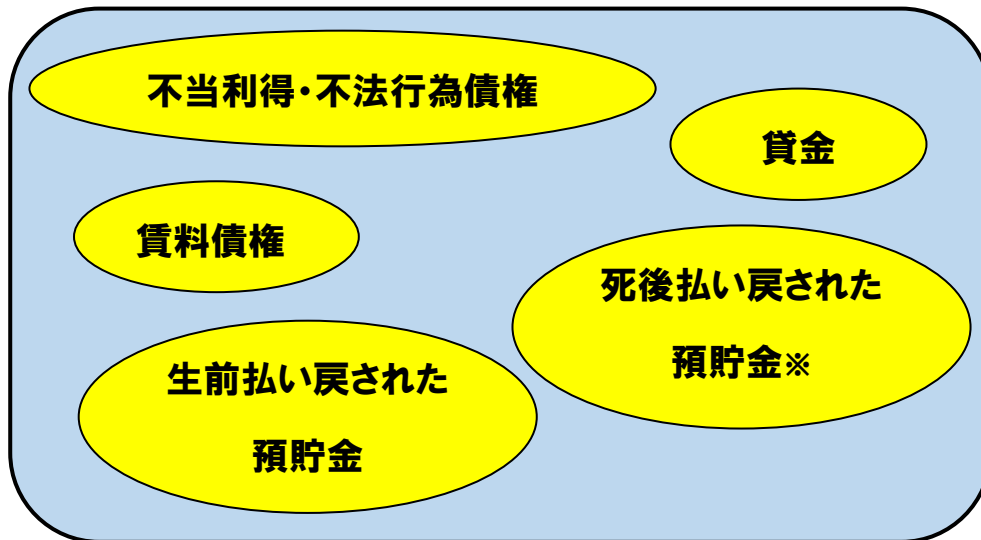 不当利得・不法行為債権
貸金
賃料債権
死後払い戻された
預貯金※
生前払い戻された
預貯金